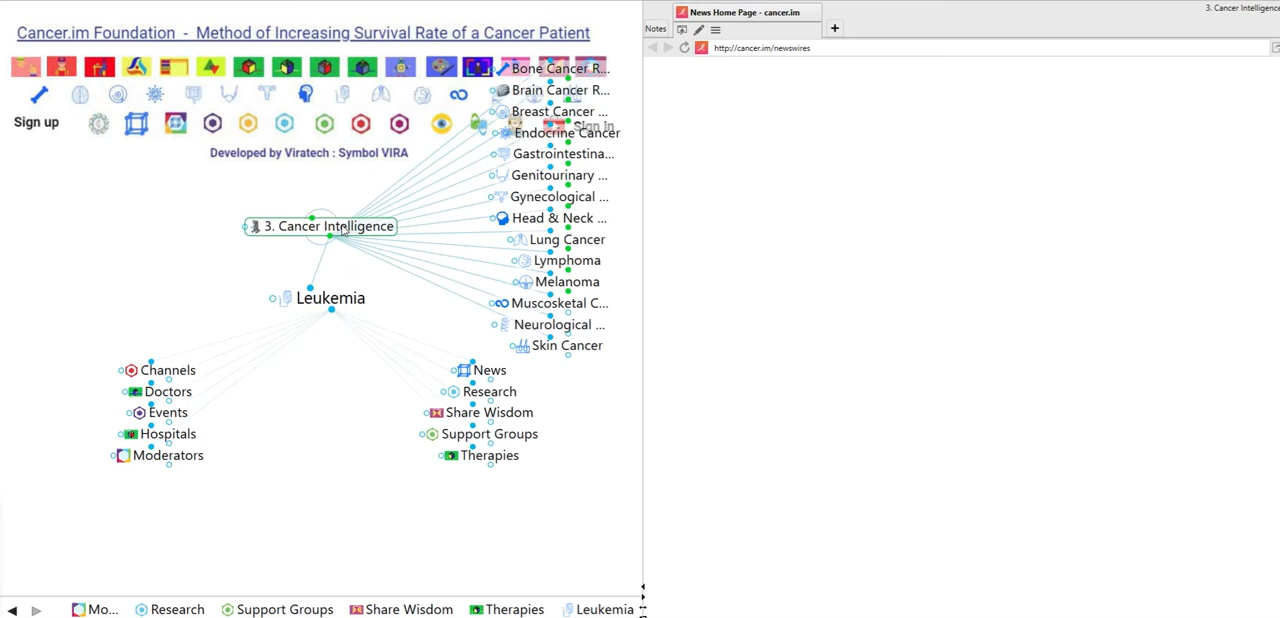 Cancer.im Foundation - Method of Increasing Survival Rate of a Cancer Patient
Sign up
Sign in
Developed by Viratech : Symbol VIRA
3. Cancer Intelligence
Bone Cancer R...
Brain Cancer R...
Breast Cancer ...
Endocrine Cancer
Gastrointestina...
Genitourinary ...
Gynecological ...
Head & Neck ...
Lung Cancer
Lymphoma
Melanoma
Muscosketal C...
Neurological ...
Skin Cancer
Leukemia
Channels
Doctors
Events
Hospitals
Moderators
News
Research
Share Wisdom
Support Groups
Therapies
Mo... Research Support Groups Share Wisdom Therapies Leukemia
News Home Page - cancer.im
3. Cancer Intelligence
Notes
http://cancer.im/newswires